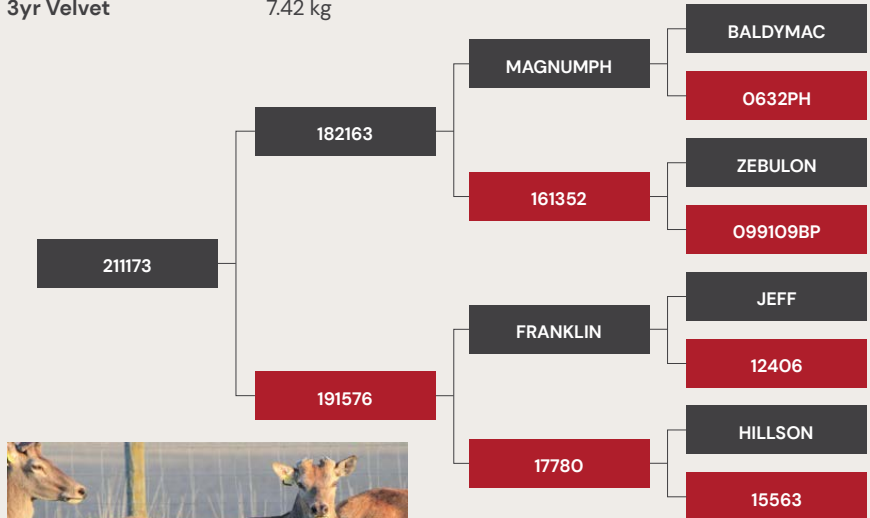 3yr Velvet 7.42 kg
BALDYMAC
MAGNUMPH
0632PH
182163
ZEBULON
161352
099109BP
211173
JEFF
FRANKLIN
12406
191576
HILLSON
17780
15563